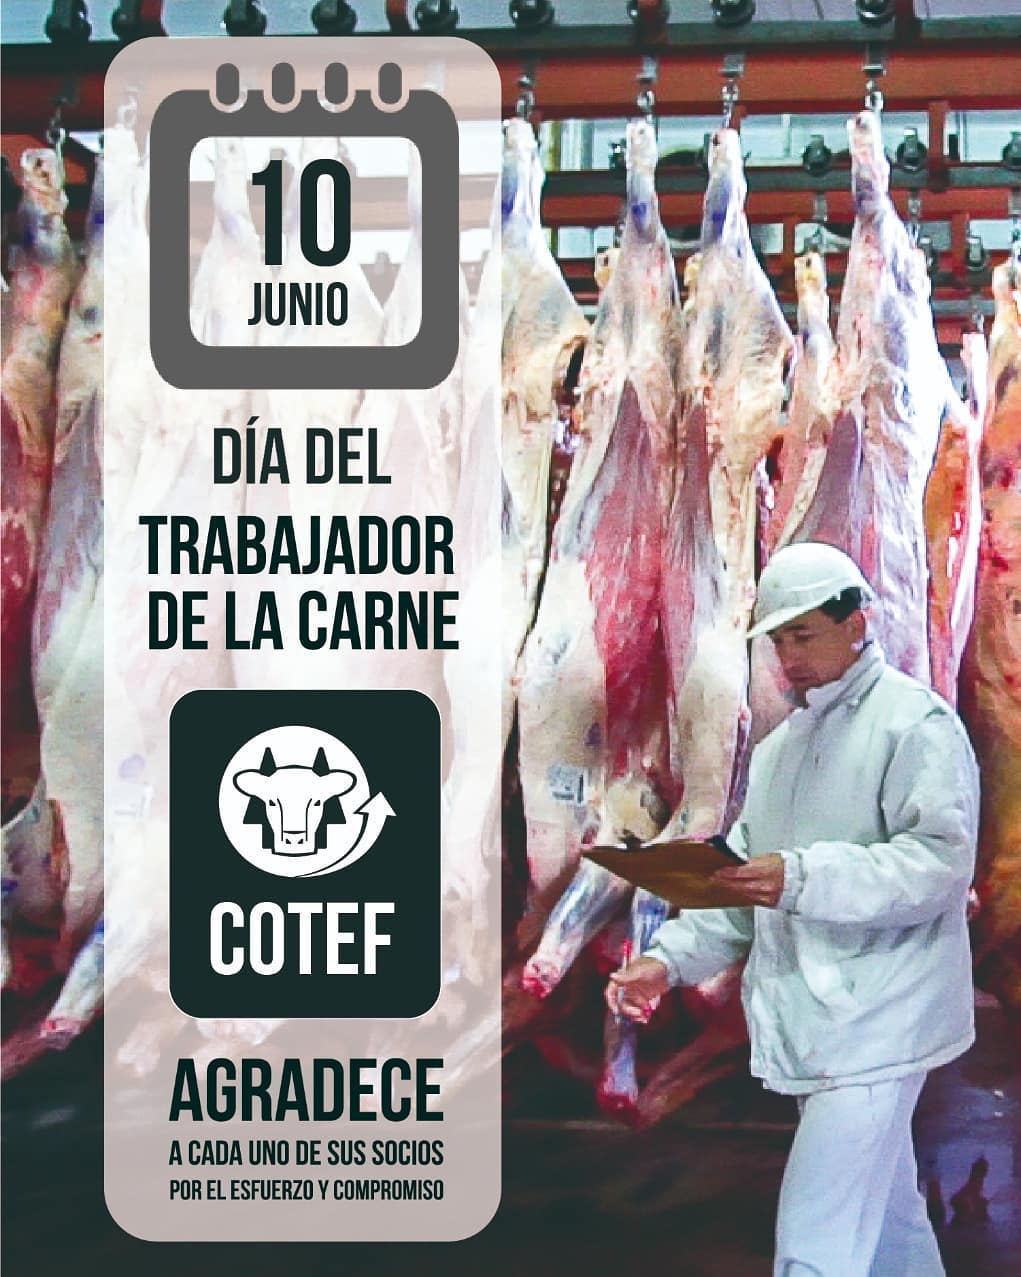 10
JUNIO
DÍA DEL
TRABAJADOR
DE LA CARNE
COTEF
AGRADECE
A CADA UNO DE SUS SOCIOS
POR EL ESFUERZO Y COMPROMISO